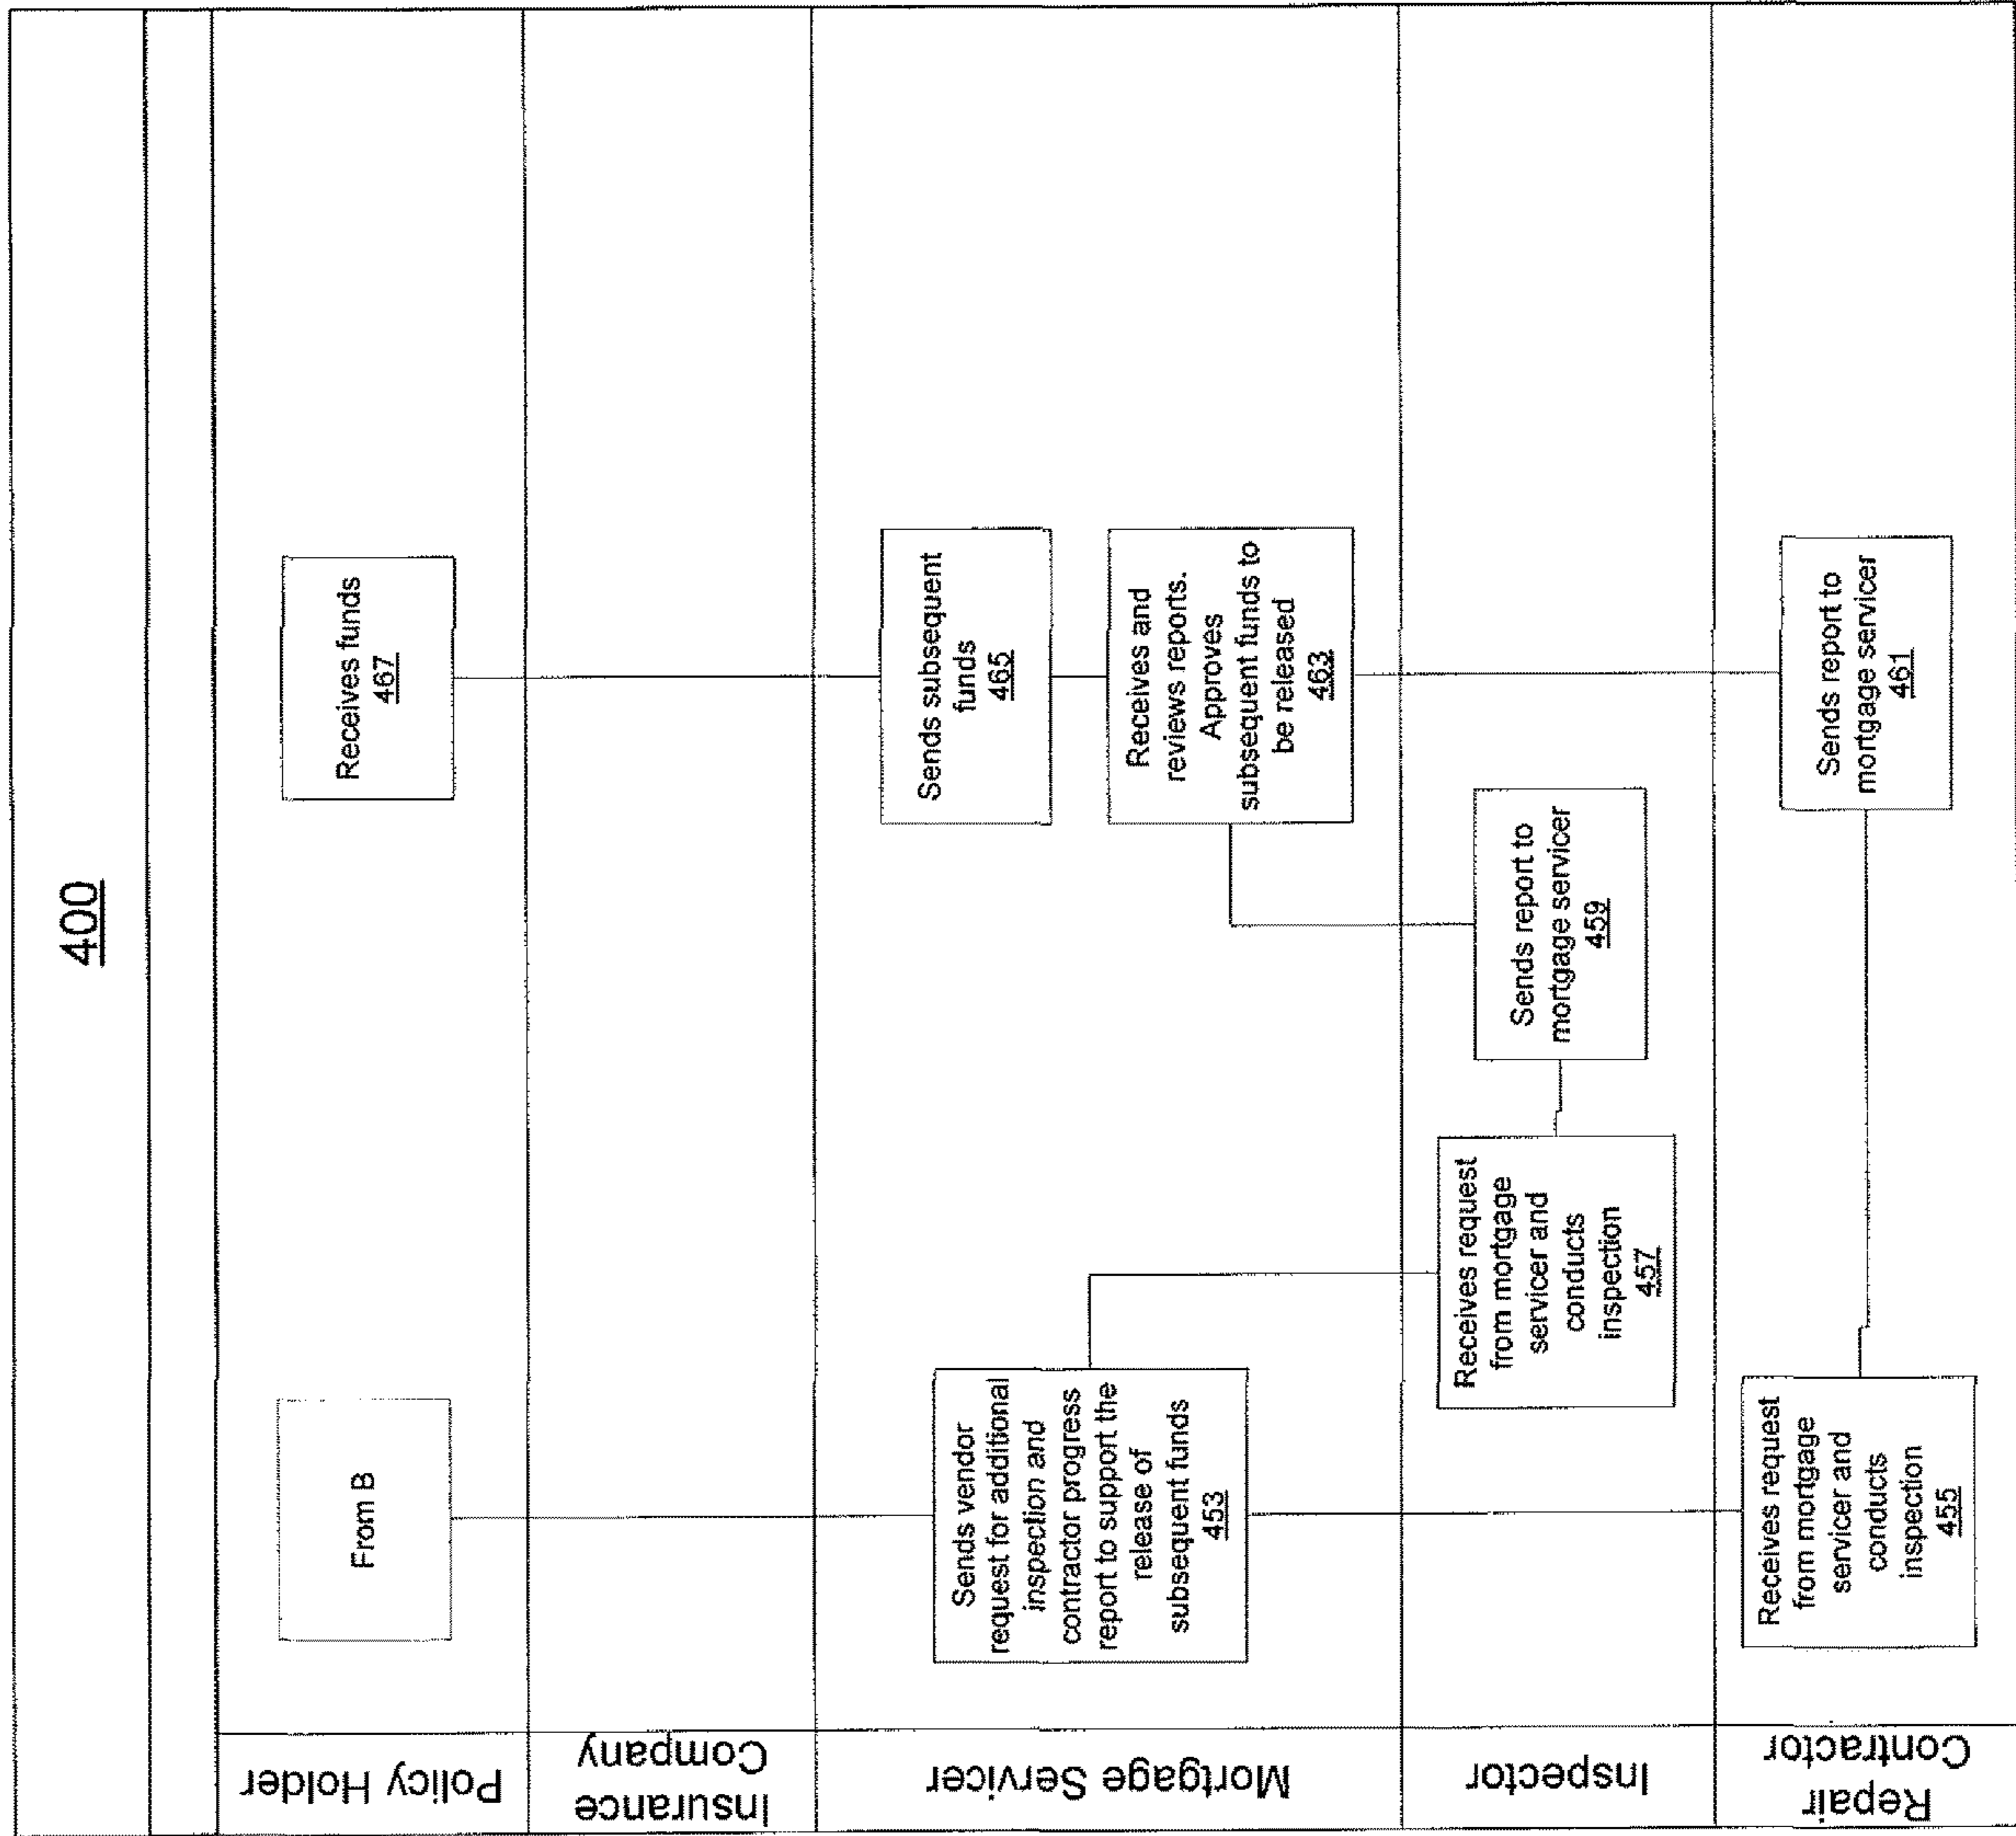 400
Policy Holder
From B
Receives funds
467
Insurance
Company
Mortgage Servicer
Sends vendor
request for additional
inspection and
contractor progress
report to support the
release of
subsequent funds
453
Sends subsequent
funds
465
Receives and
reviews reports.
Approves
subsequent funds to
be released
463
Inspector
Receives request
from mortgage
servicer and
conducts
inspection
457
Sends report to
mortgage servicer
459
Repair
Contractor
Receives request
from mortgage
servicer and
conducts
inspection
455
Sends report to
mortgage servicer
461